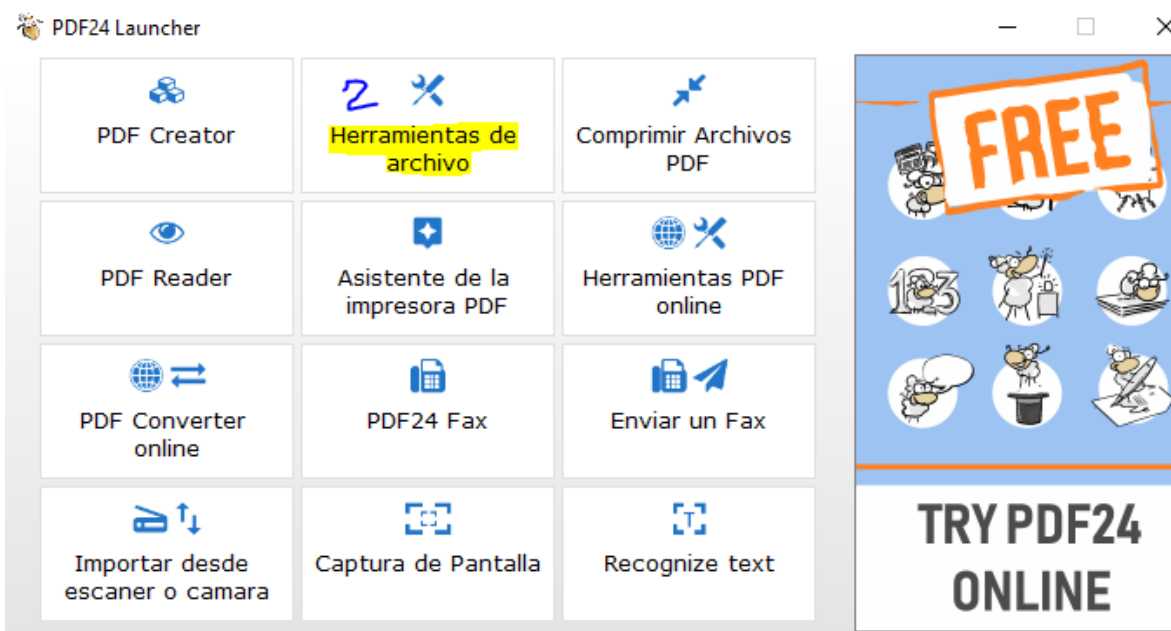 PDF24 Launcher
2
PDF Creator
Herramientas de
archivo
Comprimir Archivos
PDF
PDF Reader
Asistente de la
impresora PDF
Herramientas PDF
online
PDF Converter
online
PDF24 Fax
Enviar un Fax
Importar desde
escaner o camara
Captura de Pantalla
T
Recognize text
FREE
123
TRY PDF24
ONLINE